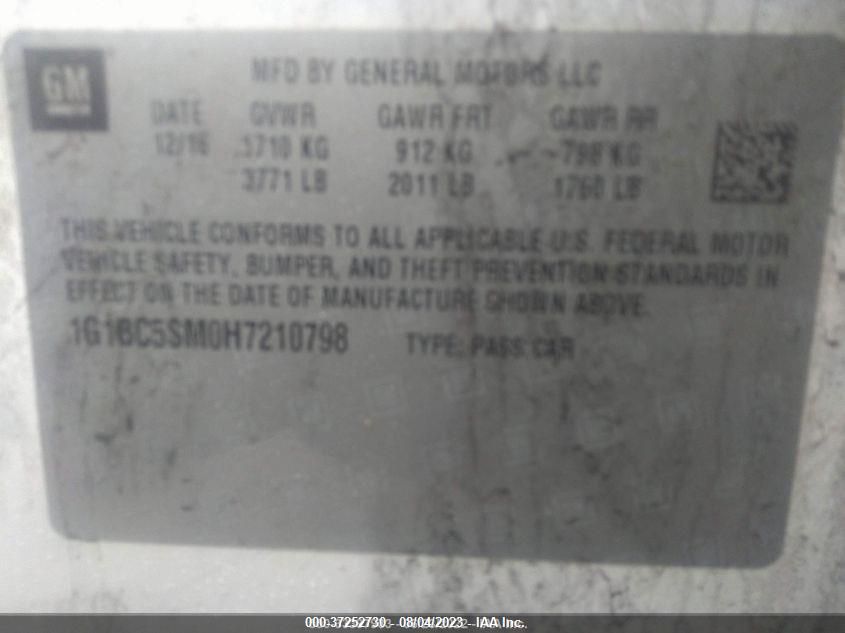 GM
MFD BY GENERAL MOTORS LLC
DATE GVWR GAWR FRT GAWR RR
12/16 1710 KG 912 KG 798 KG
3771 LB 2011 LB 1760 LB
THIS VEHICLE CONFORMS TO ALL APPLICABLE U.S. FEDERAL MOTOR
VEHICLE SAFETY, BUMPER, AND THEFT PREVENTION STANDARDS IN
EFFECT ON THE DATE OF MANUFACTURE SHOWN ABOVE.
1G1BC5SM0H7210798 TYPE: PASS CAR
000-37252730 - 08/04/2023 - IAA Inc.